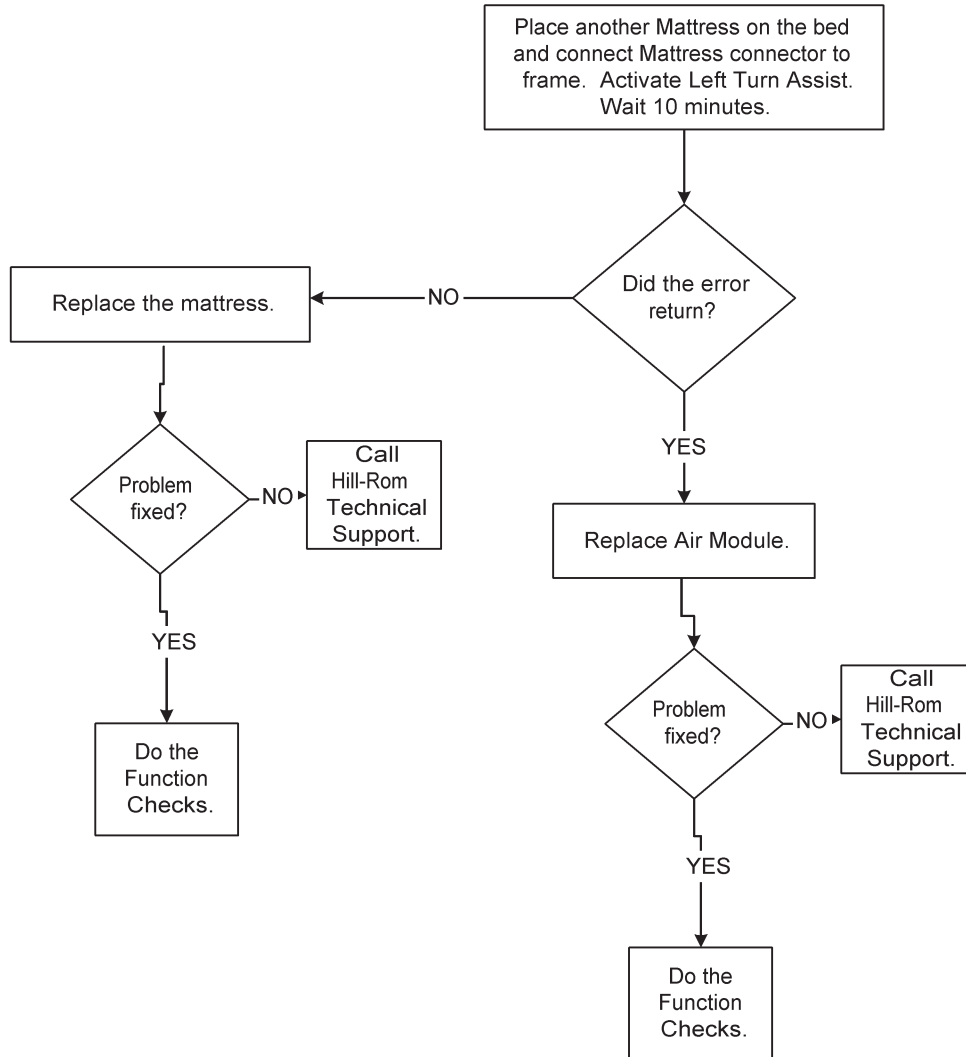 Place another Mattress on the bed
and connect Mattress connector to
frame. Activate Left Turn Assist.
Wait 10 minutes.
Did the error
return?
NO
Replace the mattress.
Problem
fixed?
NO
Call
Hill-Rom
Technical
Support.
YES
Do the
Function
Checks.
YES
Replace Air Module.
Problem
fixed?
NO
Call
Hill-Rom
Technical
Support.
YES
Do the
Function
Checks.